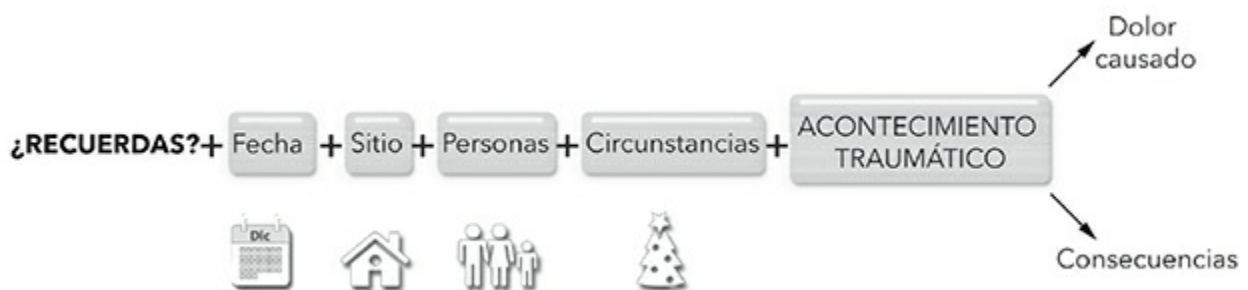 ¿RECUERDAS?+ Fecha + Sitio + Personas + Circunstancias + ACONTECIMIENTO
TRAUMÁTICO
Dolor
causado
Consecuencias
Dic